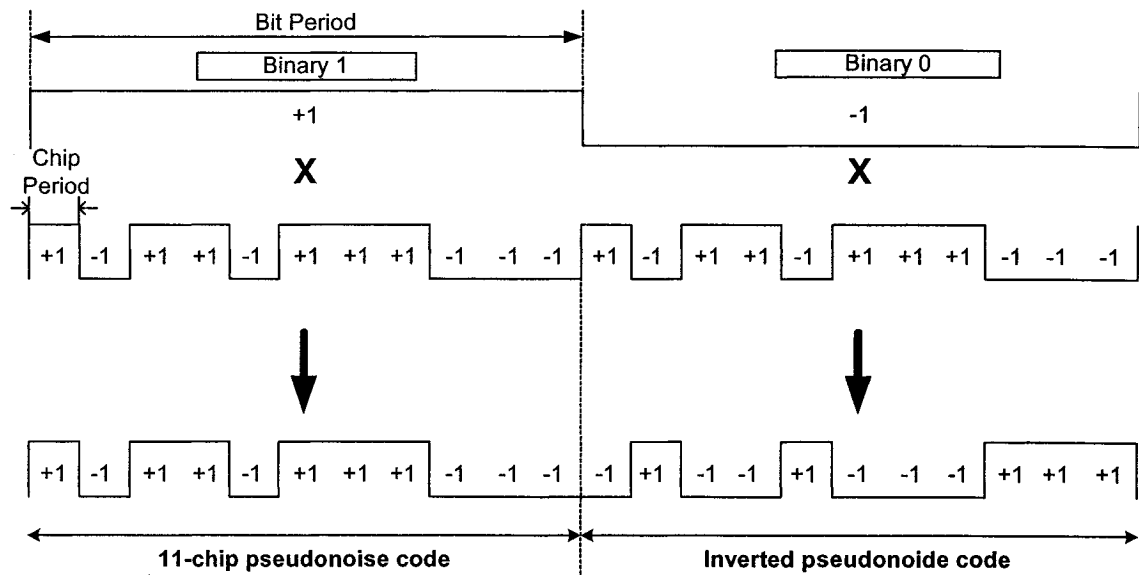 Bit Period
Binary 1
Binary 0
+1
-1
Chip
Period
X
X
+1 -1 +1 +1 -1 +1 +1 +1 -1 -1 -1 +1 -1 +1 +1 -1 +1 +1 +1 -1 -1 -1
+1 -1 +1 +1 -1 +1 +1 +1 -1 -1 -1 -1 +1 -1 -1 +1 -1 -1 -1 +1 +1 +1
11-chip pseudonoise code
Inverted pseudonoide code